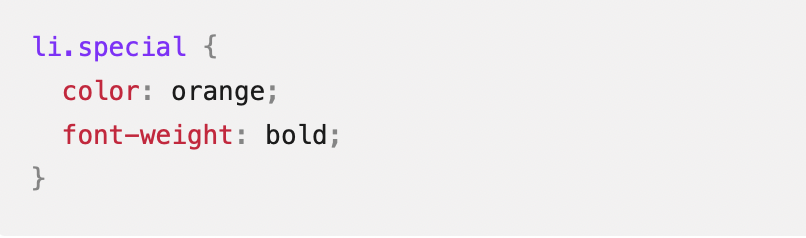 li.special {
  color: orange;
  font-weight: bold;
}